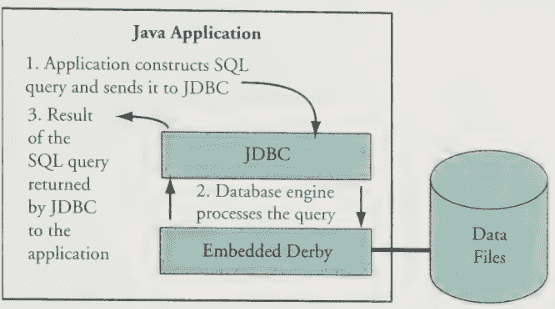 Java Application
1. Application constructs SQL
query and sends it to JDBC
3. Result
of the
SQL query
returned
by JDBC
to the
application
JDBC
2. Database engine
processes the query
Embedded Derby
Data
Files